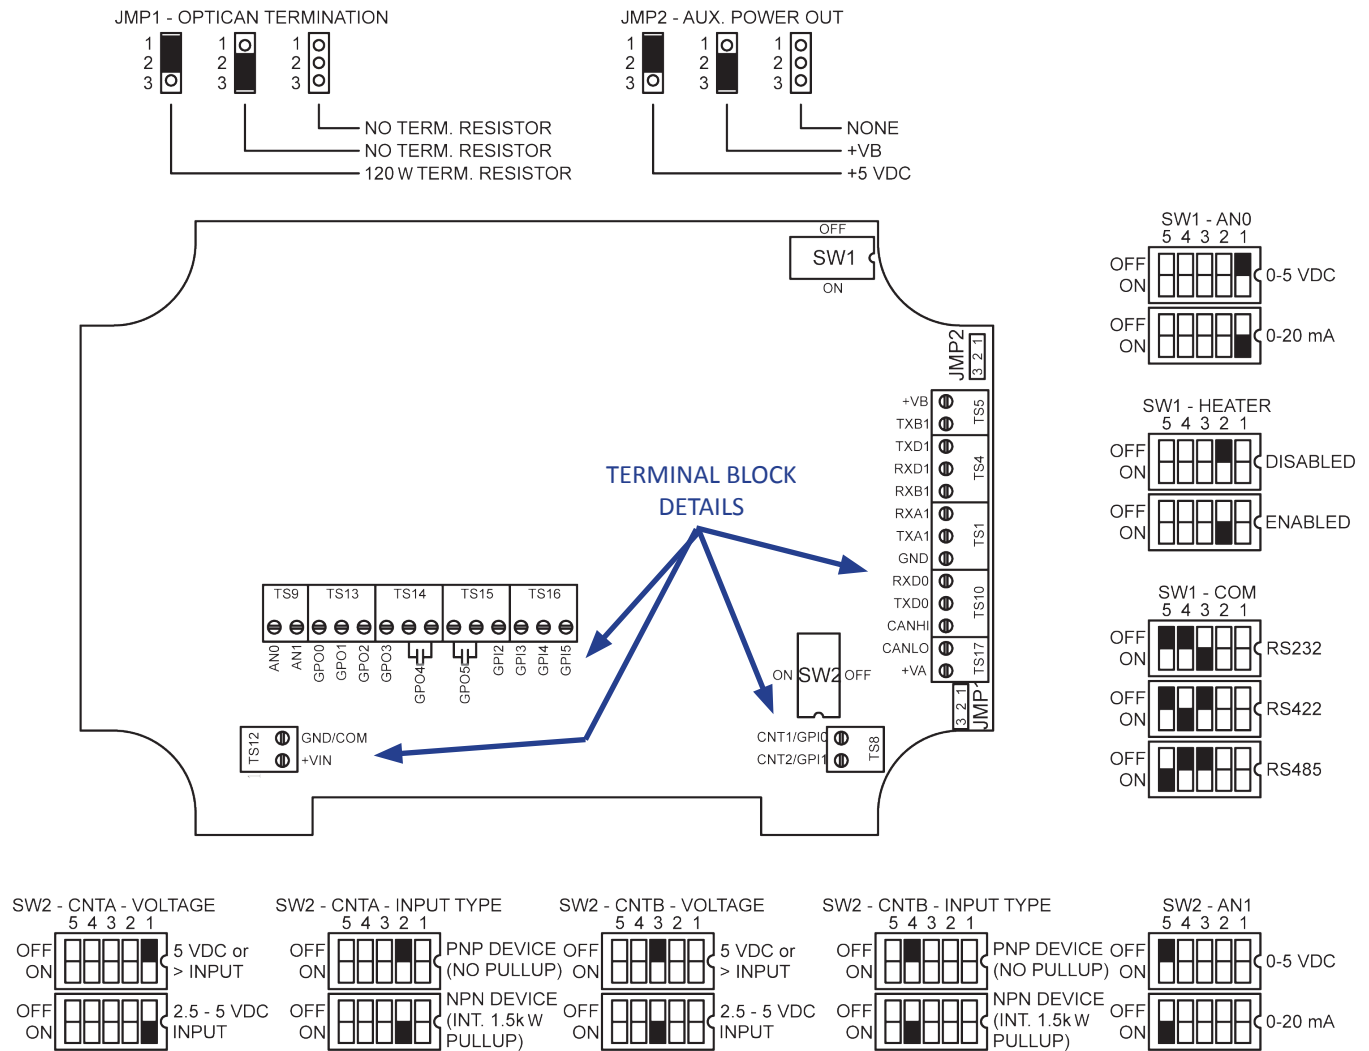 JMP1 - OPTICAN TERMINATION
1
2
3
1
2
3
1
2
3
NO TERM. RESISTOR
NO TERM. RESISTOR
120 W TERM. RESISTOR
JMP2 - AUX. POWER OUT
1
2
3
1
2
3
1
2
3
NONE
+VB
+5 VDC
OFF
SW1
ON
JMP2
3 2 1
+VB
TXB1
TS5
TXD1
RXD1
RXB1
TS4
RXA1
TXA1
GND
TS1
RXD0
TXD0
CANHI
TS10
CANLO
+VA
TS17
3 2 1
JMP1
TERMINAL BLOCK
DETAILS
TS9 TS13 TS14 TS15 TS16
AN0
AN1
GPO0
GPO1
GPO2
GPO3
GPO4
GPO5
GPI2
GPI3
GPI4
GPI5
ON SW2 OFF
TS12
GND/COM
+VIN
CNT1/GPI0
CNT2/GPI1
TS8
SW1 - AN0
5 4 3 2 1
OFF
ON
0-5 VDC
OFF
ON
0-20 mA
SW1 - HEATER
5 4 3 2 1
OFF
ON
DISABLED
OFF
ON
ENABLED
SW1 - COM
5 4 3 2 1
OFF
ON
RS232
OFF
ON
RS422
OFF
ON
RS485
SW2 - CNTA - VOLTAGE
5 4 3 2 1
OFF
ON
5 VDC or
> INPUT
OFF
ON
2.5 - 5 VDC
INPUT
SW2 - CNTA - INPUT TYPE
5 4 3 2 1
OFF
ON
PNP DEVICE
(NO PULLUP)
OFF
ON
NPN DEVICE
(INT. 1.5k W
PULLUP)
SW2 - CNTB - VOLTAGE
5 4 3 2 1
OFF
ON
5 VDC or
> INPUT
OFF
ON
2.5 - 5 VDC
INPUT
SW2 - CNTB - INPUT TYPE
5 4 3 2 1
OFF
ON
PNP DEVICE
(NO PULLUP)
OFF
ON
NPN DEVICE
(INT. 1.5k W
PULLUP)
SW2 - AN1
5 4 3 2 1
OFF
ON
0-5 VDC
OFF
ON
0-20 mA